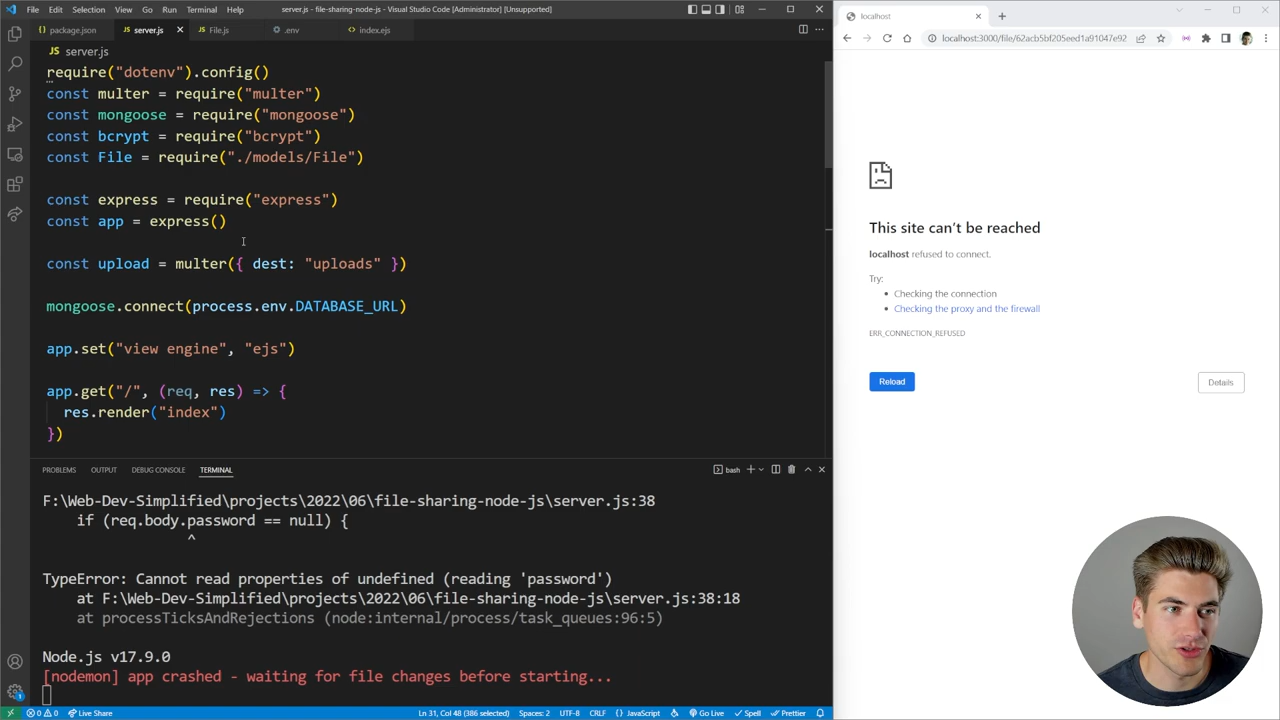 File Edit Selection View Go Run Terminal Help
server.js - file-sharing-node-js - Visual Studio Code [Administrator] [Unsupported]
package.json server.js File.js .env index.ejs
server.js
require("dotenv").config()
const multer = require("multer")
const mongoose = require("mongoose")
const bcrypt = require("bcrypt")
const File = require("./models/File")
const express = require("express")
const app = express()
const upload = multer({ dest: "uploads" })
mongoose.connect(process.env.DATABASE_URL)
app.set("view engine", "ejs")
app.get("/", (req, res) => {
res.render("index")
})
PROBLEMS OUTPUT DEBUG CONSOLE TERMINAL
bash
F:\Web-Dev-Simplified\projects\2022\06\file-sharing-node-js\server.js:38
if (req.body.password == null) {
^
TypeError: Cannot read properties of undefined (reading 'password')
at F:\Web-Dev-Simplified\projects\2022\06\file-sharing-node-js\server.js:38:18
at processTicksAndRejections (node:internal/process/task_queues:96:5)
Node.js v17.9.0
[nodemon] app crashed - waiting for file changes before starting...
1
0 0 Live Share
Ln 31, Col 48 (386 selected) Spaces: 2 UTF-8 CRLF {} JavaScript Go Live Spell Prettier
localhost
localhost:3000/file/62acb5bf205eed1a91047e92
This site can't be reached
localhost refused to connect.
Try:
• Checking the connection
• Checking the proxy and the firewall
ERR_CONNECTION_REFUSED
Reload
Details